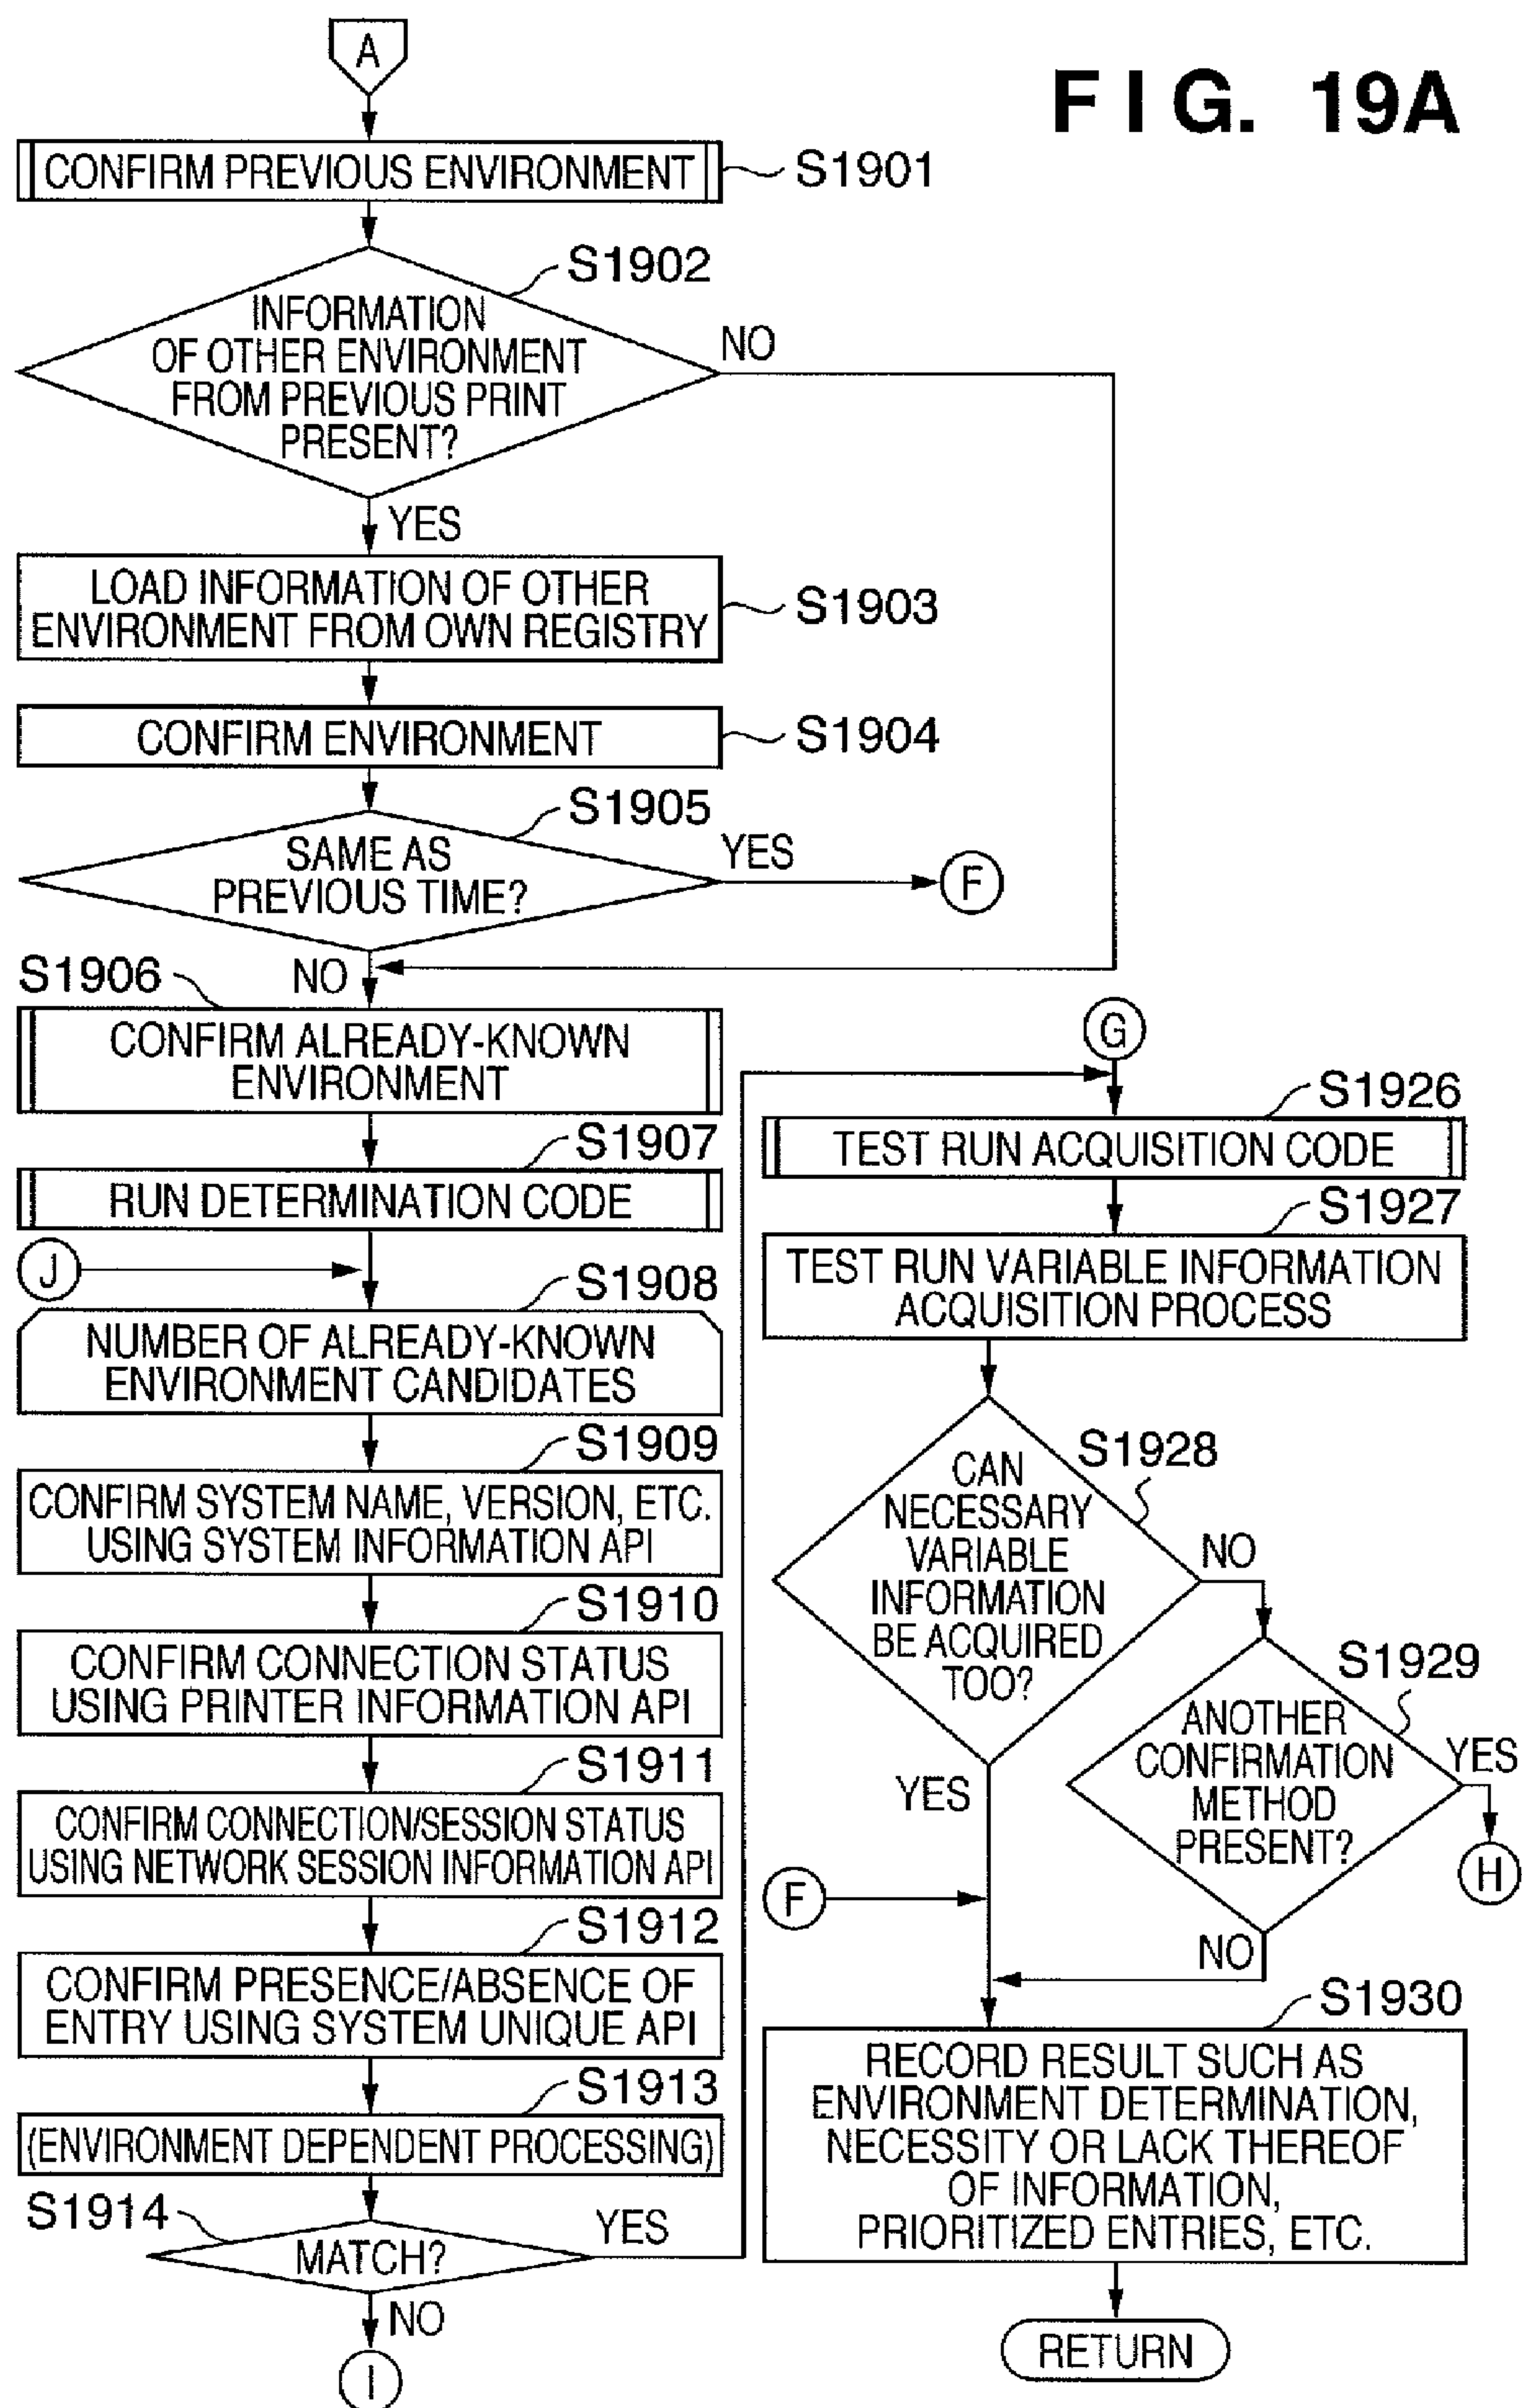 FIG. 19A
A
CONFIRM PREVIOUS ENVIRONMENT
S1901
S1902
INFORMATION
OF OTHER ENVIRONMENT
FROM PREVIOUS PRINT
PRESENT?
NO
YES
LOAD INFORMATION OF OTHER
ENVIRONMENT FROM OWN REGISTRY
S1903
CONFIRM ENVIRONMENT
S1904
S1905
SAME AS
PREVIOUS TIME?
YES
F
NO
S1906
CONFIRM ALREADY-KNOWN
ENVIRONMENT
S1907
RUN DETERMINATION CODE
J
S1908
NUMBER OF ALREADY-KNOWN
ENVIRONMENT CANDIDATES
S1909
CONFIRM SYSTEM NAME, VERSION, ETC.
USING SYSTEM INFORMATION API
S1910
CONFIRM CONNECTION STATUS
USING PRINTER INFORMATION API
S1911
CONFIRM CONNECTION/SESSION STATUS
USING NETWORK SESSION INFORMATION API
S1912
CONFIRM PRESENCE/ABSENCE OF
ENTRY USING SYSTEM UNIQUE API
S1913
(ENVIRONMENT DEPENDENT PROCESSING)
S1914
MATCH?
YES
NO
I
G
S1926
TEST RUN ACQUISITION CODE
S1927
TEST RUN VARIABLE INFORMATION
ACQUISITION PROCESS
S1928
CAN
NECESSARY
VARIABLE
INFORMATION
BE ACQUIRED
TOO?
NO
YES
S1929
ANOTHER
CONFIRMATION
METHOD
PRESENT?
YES
H
F
NO
S1930
RECORD RESULT SUCH AS
ENVIRONMENT DETERMINATION,
NECESSITY OR LACK THEREOF
OF INFORMATION,
PRIORITIZED ENTRIES, ETC.
RETURN